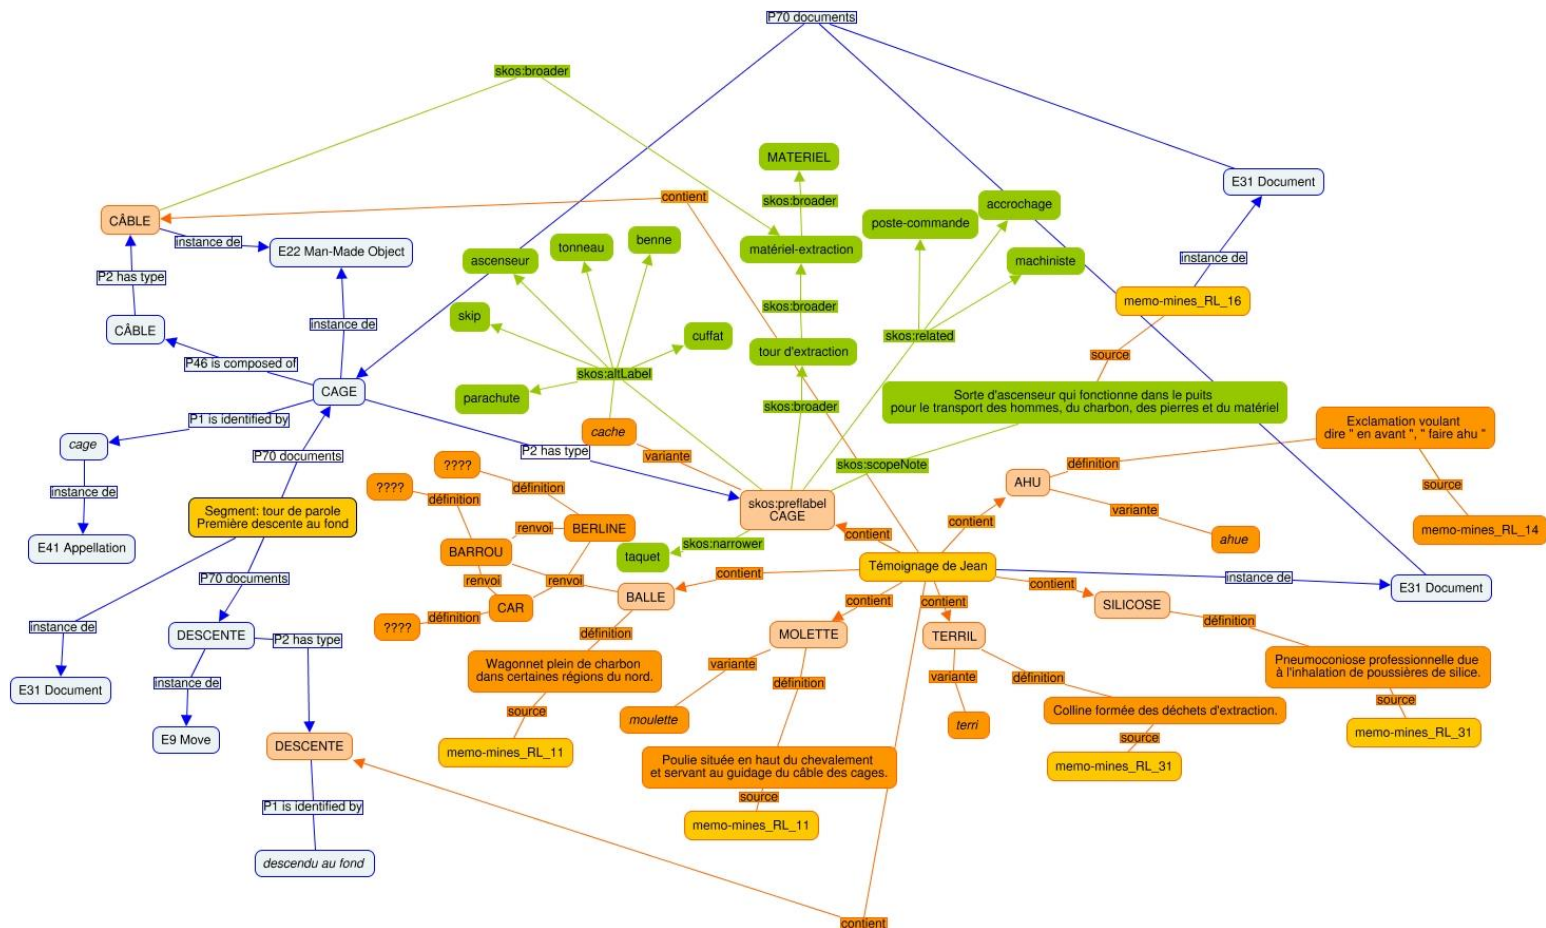 P70 documents
skos:broader
MATERIEL
E31 Document
skos:broader
contient
CÂBLE
accrochage
poste-commande
instance de
E22 Man-Made Object
benne
tonneau
matériel-extraction
ascenseur
machiniste
instance de
P2 has type
memo-mines_RL_16
skos:broader
skip
CÂBLE
instance de
cuffat
skos:related
tour d'extraction
source
P46 is composed of
skos:altLabel
CAGE
parachute
skos:broader
Sorte d'ascenseur qui fonctionne dans le puits
pour le transport des hommes, du charbon, des pierres et du matériel
P1 is identified by
cage
cache
Exclamation voulant
dire " en avant ", " faire ahu "
P2 has type
variante
P70 documents
????
skos:scopeNote
définition
AHU
source
instance de
????
définition
définition
skos:preflabel
CAGE
variante
Segment: tour de parole
Première descente au fond
renvoi
BERLINE
contient
contient
memo-mines_RL_14
ahue
E41 Appellation
BARROU
taquet
skos:narrower
Témoignage de Jean
P70 documents
renvoi
renvoi
contient
instance de
contient
E31 Document
BALLE
CAR
contient
contient
SILICOSE
????
définition
instance de
DESCENTE
P2 has type
définition
MOLETTE
TERRIL
définition
Wagonnet plein de charbon
dans certaines régions du nord.
variante
Pneumoconiose professionnelle due
à l'inhalation de poussières de silice.
instance de
définition
variante
définition
E31 Document
source
moulette
terri
Colline formée des déchets d'extraction.
source
E9 Move
DESCENTE
memo-mines_RL_11
source
memo-mines_RL_31
Poulie située en haut du chevalement
et servant au guidage du câble des cages.
memo-mines_RL_31
source
P1 is identified by
memo-mines_RL_11
descendu au fond
contient